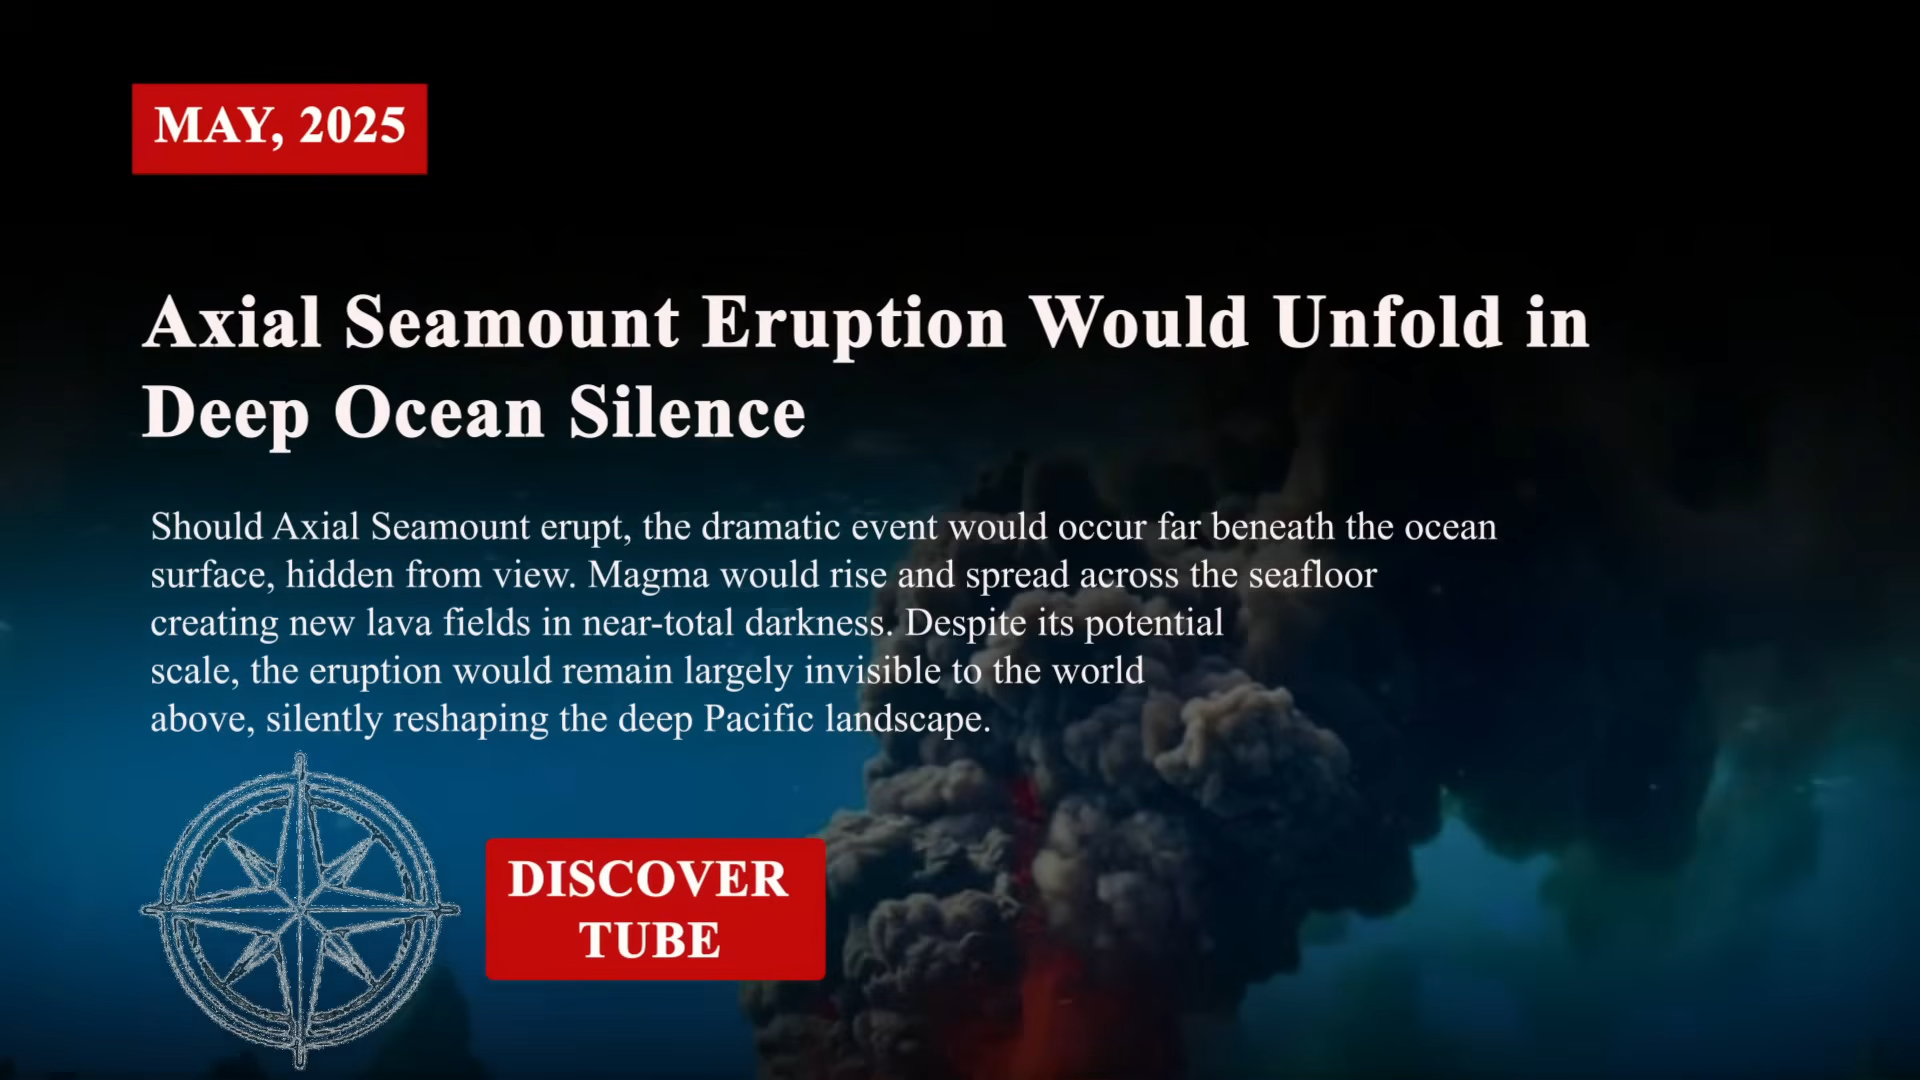 MAY, 2025
Axial Seamount Eruption Would Unfold in
Deep Ocean Silence
Should Axial Seamount erupt, the dramatic event would occur far beneath the ocean
surface, hidden from view. Magma would rise and spread across the seafloor
creating new lava fields in near-total darkness. Despite its potential
scale, the eruption would remain largely invisible to the world
above, silently reshaping the deep Pacific landscape.
DISCOVER
TUBE